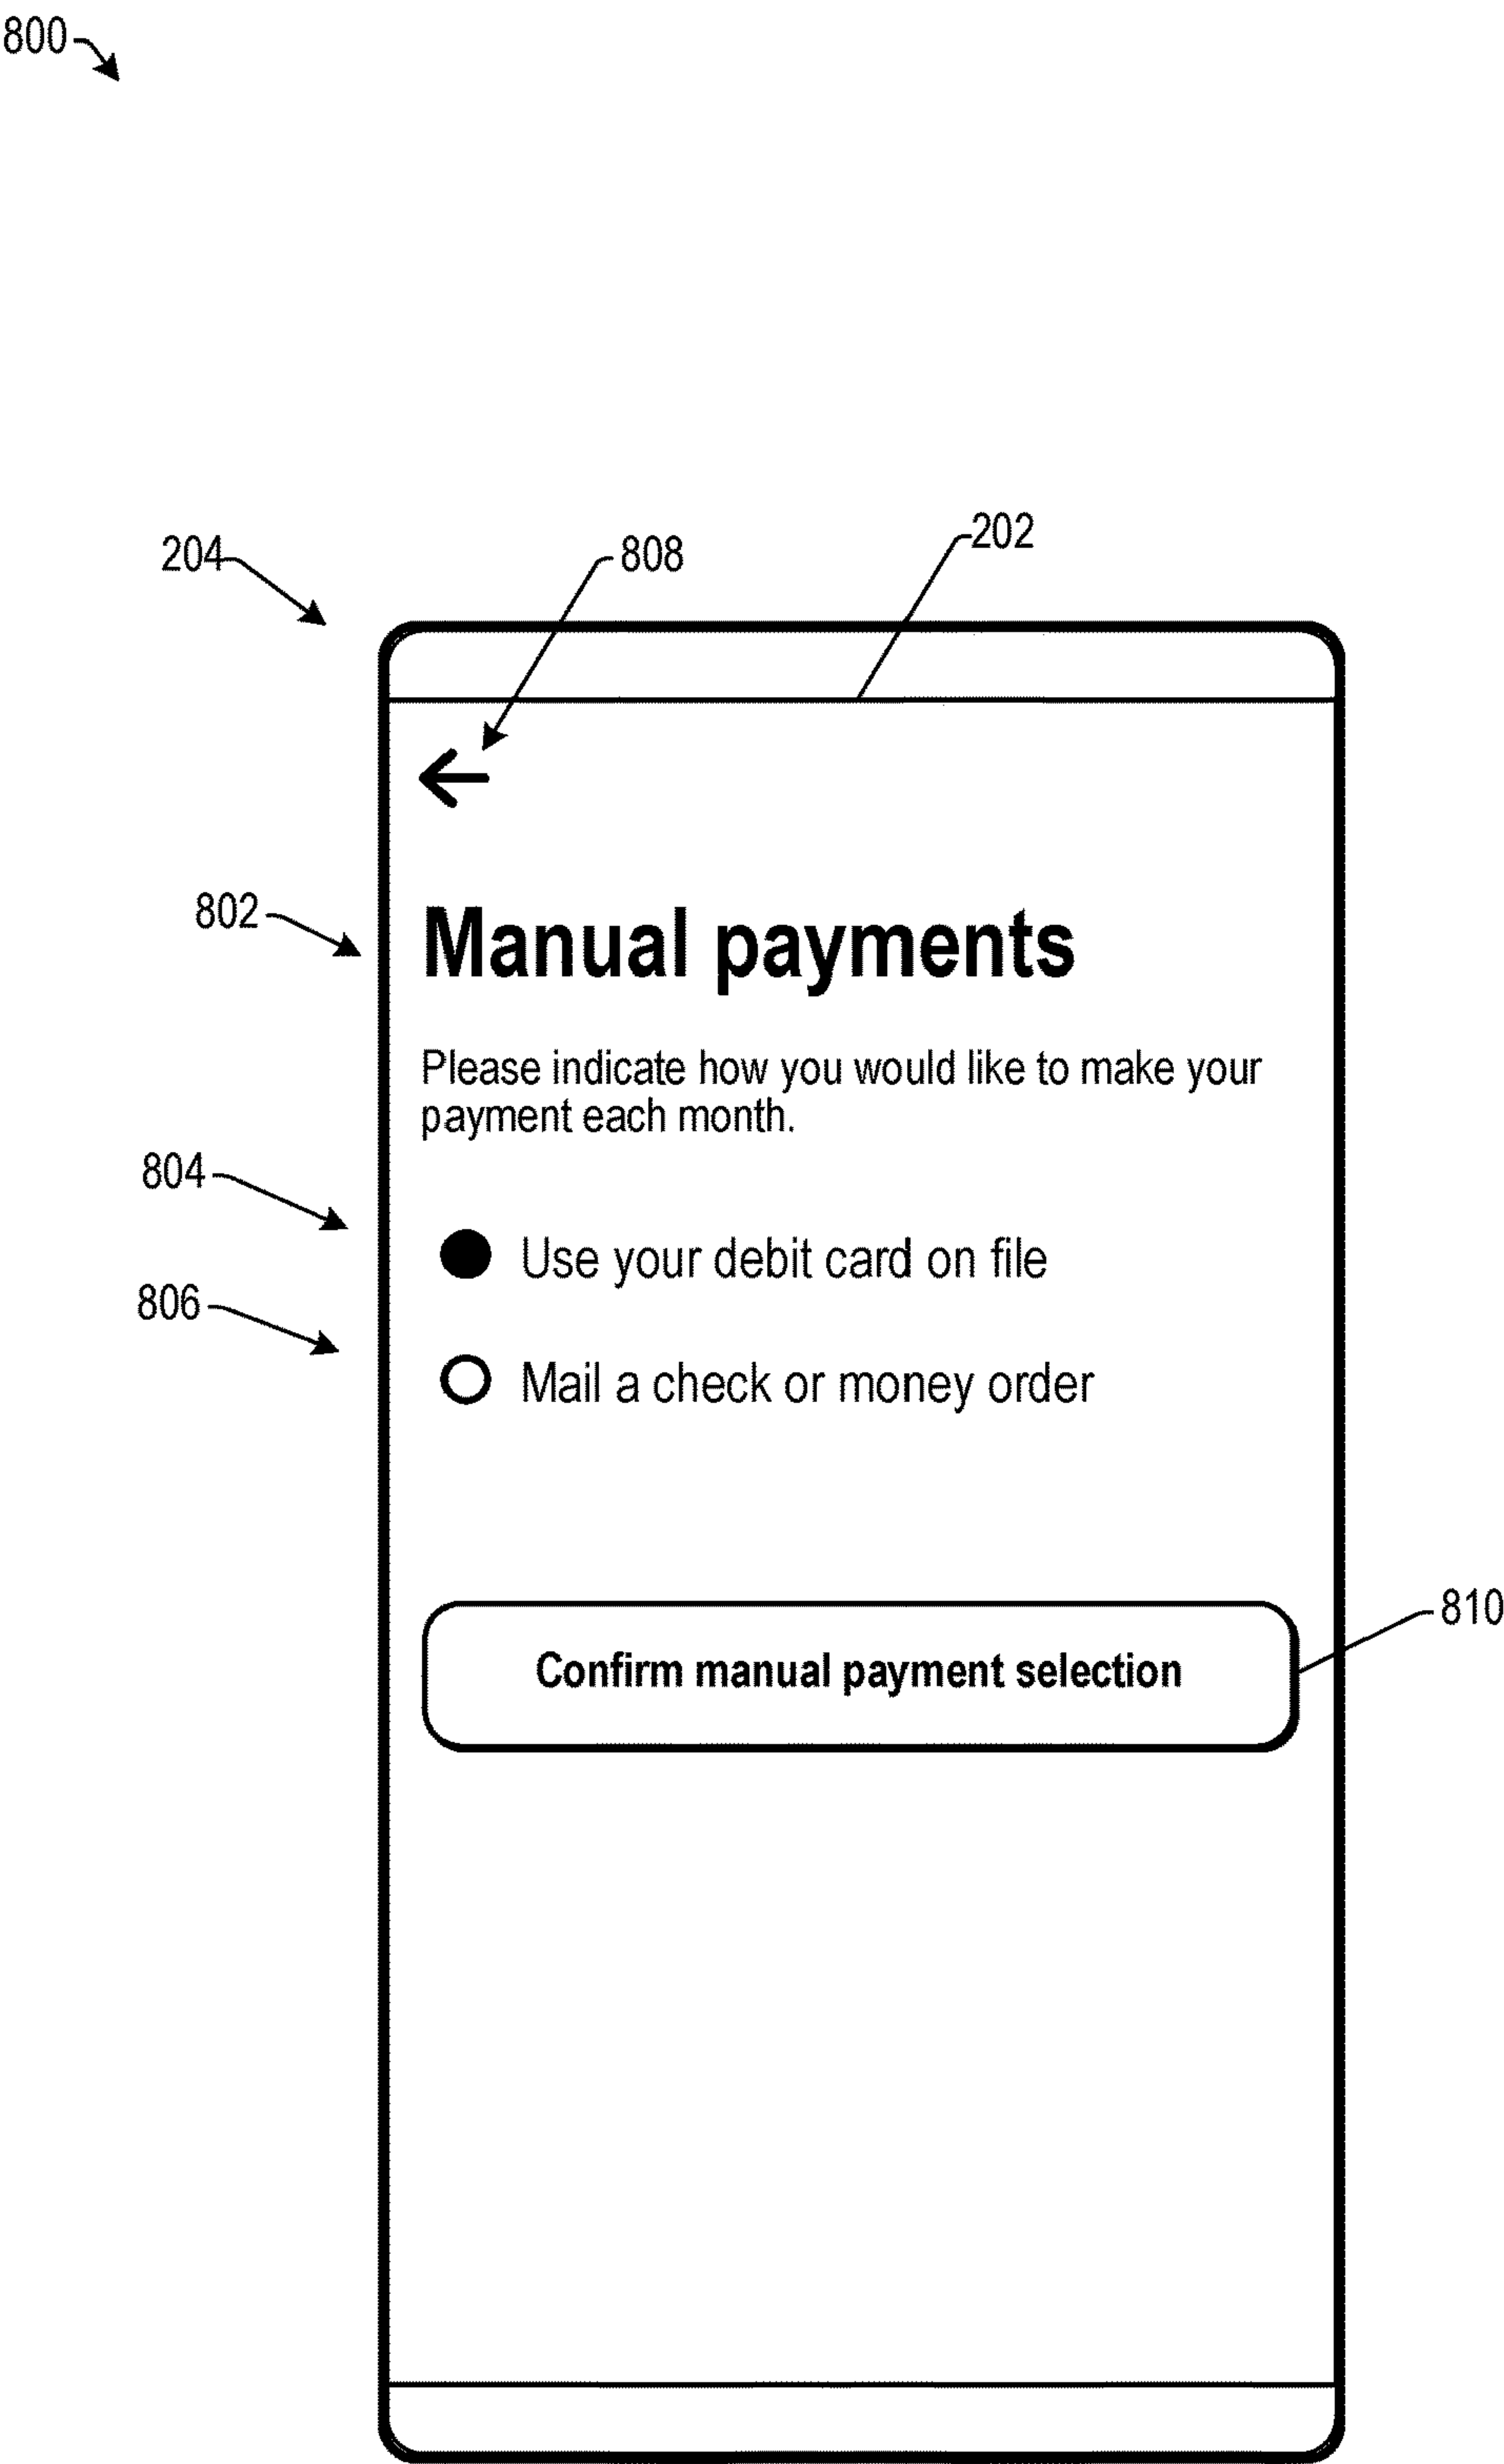 800
204
808
202
802
Manual payments
Please indicate how you would like to make your
payment each month.
804
Use your debit card on file
806
Mail a check or money order
810
Confirm manual payment selection